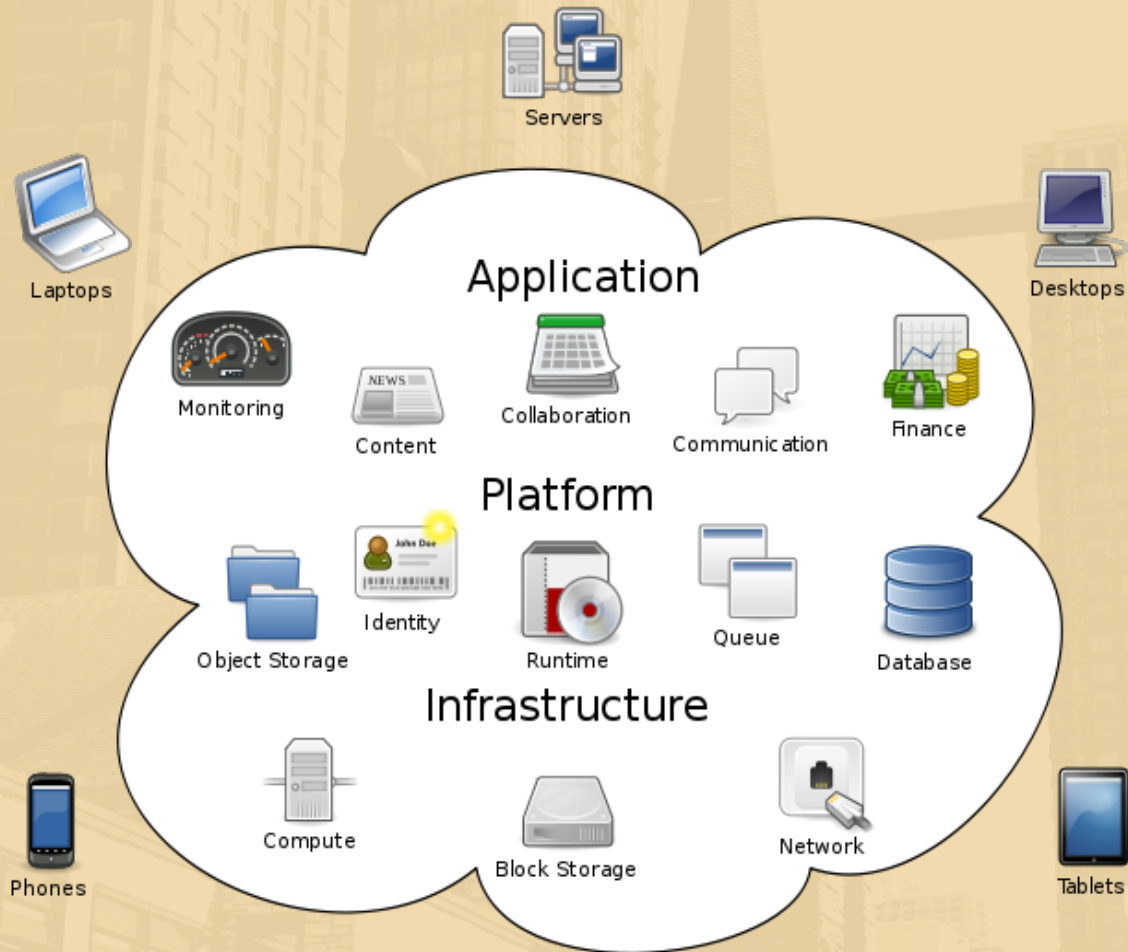 Servers
Laptops
Desktops
Application
Monitoring
NEWS
Content
Collaboration
Communication
Finance
Platform
Object Storage
John Doe
Identity
Runtime
Queue
Database
Infrastructure
Compute
Block Storage
Network
Phones
Tablets